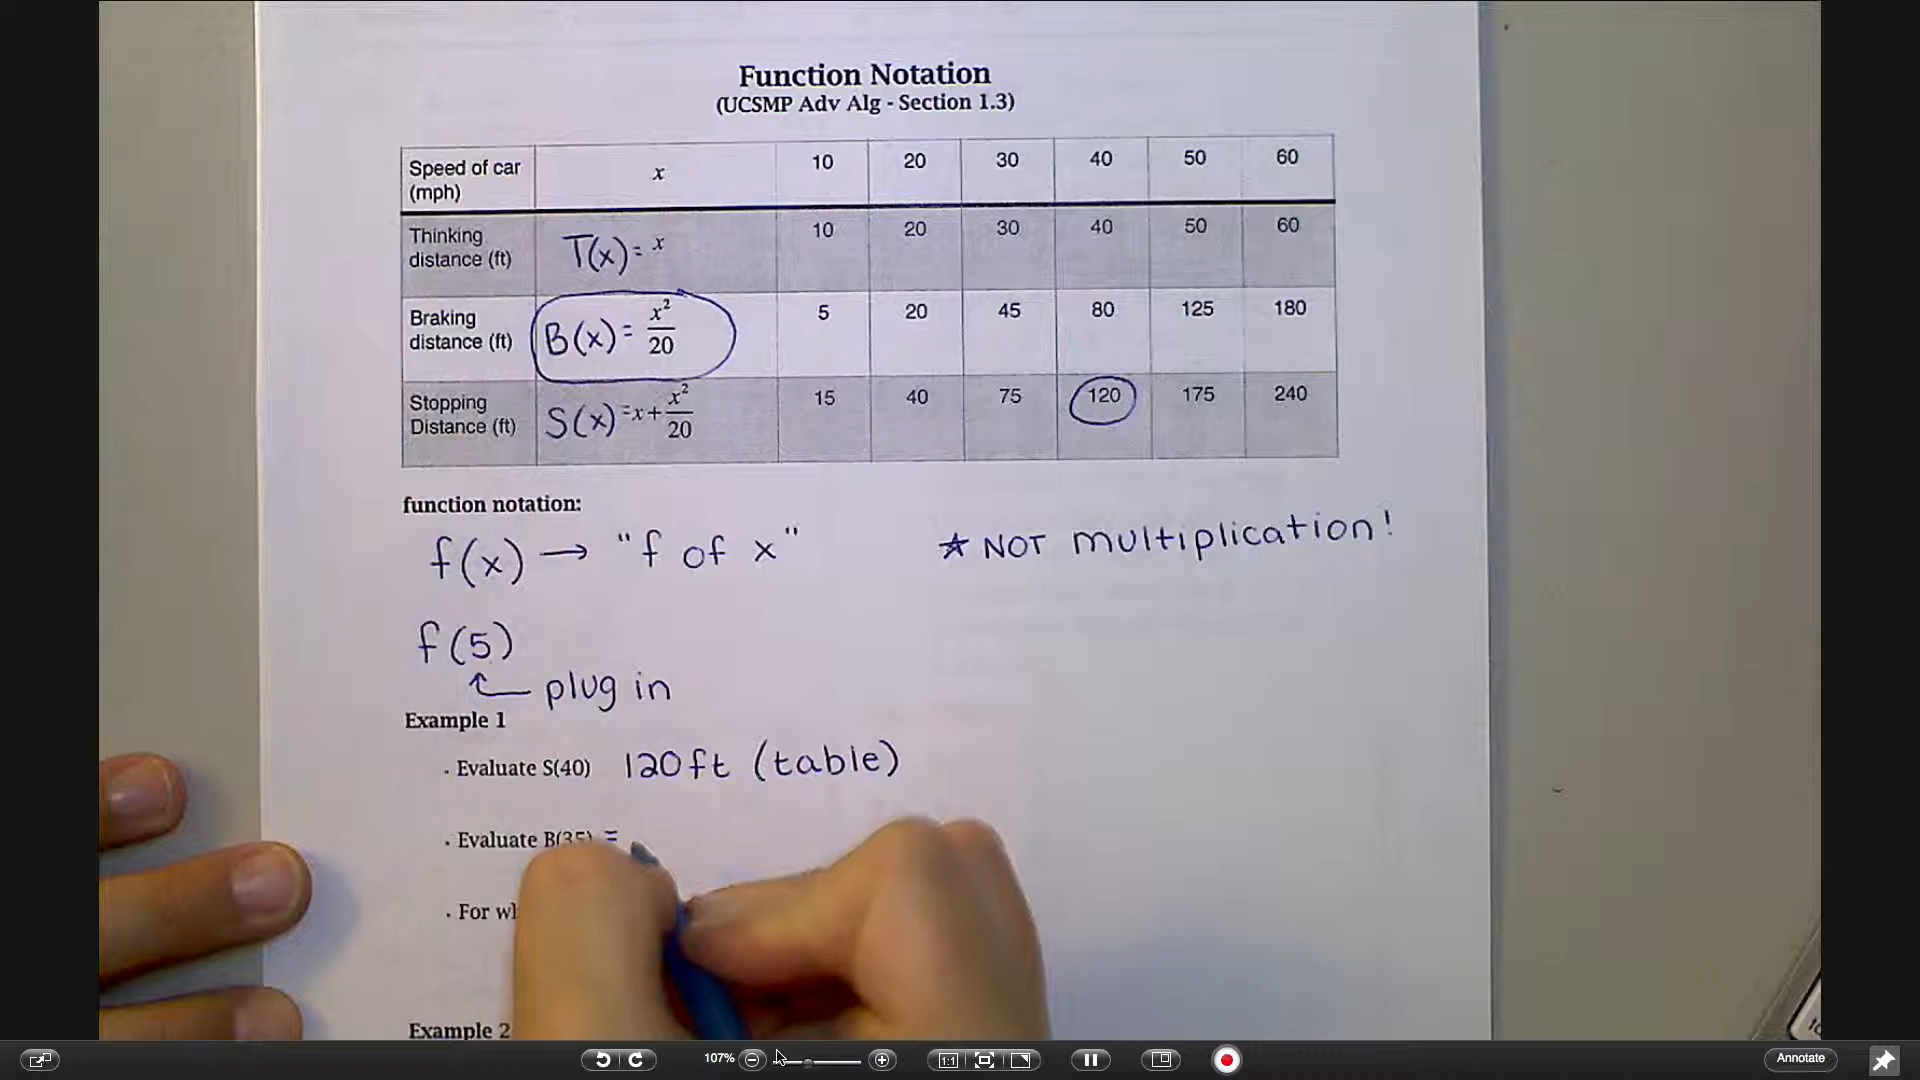 Function Notation
(UCSMP Adv Alg - Section 1.3)
Speed of car (mph) x 10 20 30 40 50 60
Thinking distance (ft) T(x) = x 10 20 30 40 50 60
Braking distance (ft) B(x) = x²/20 5 20 45 80 125 180
Stopping Distance (ft) S(x) = x + x²/20 15 40 75 120 175 240
function notation:
f(x) → "f of x" ★ NOT multiplication!
f(5)
plug in
Example 1
· Evaluate S(40) 120ft (table)
· Evaluate B(35) =
· For
Example 2
107%
1:1
Annotate